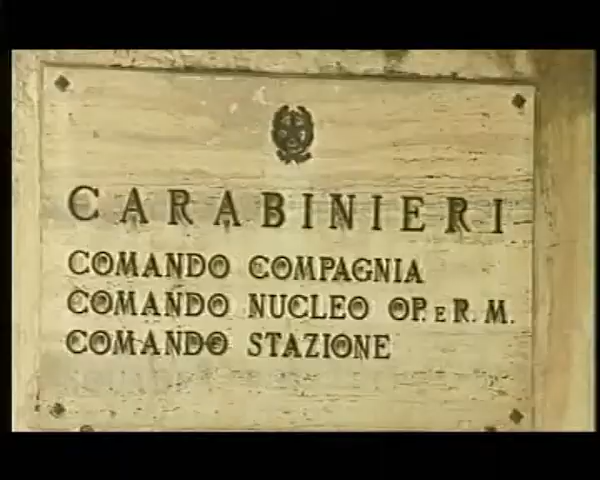 CARABINIERI
COMANDO COMPAGNIA
COMANDO NUCLEO OP. E R. M.
COMANDO STAZIONE